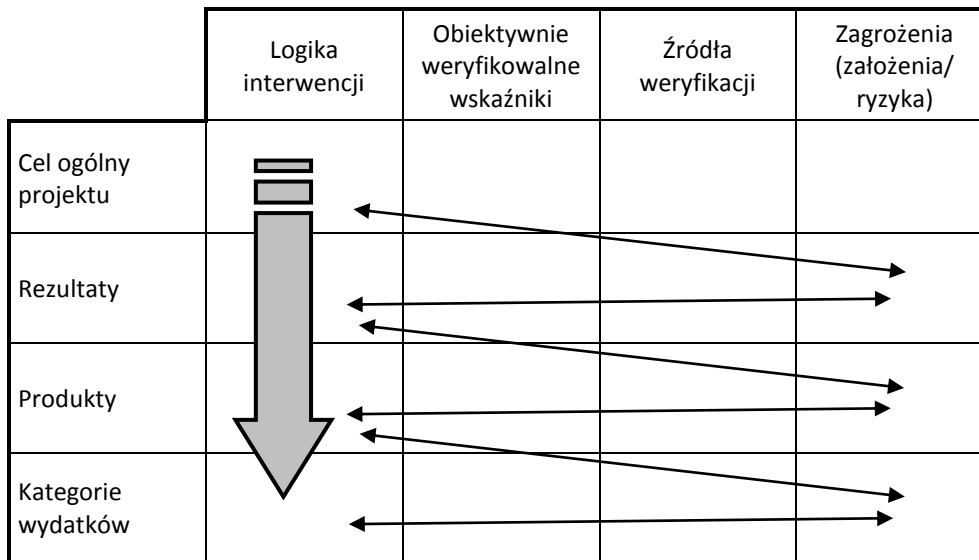 Logika
interwencji
Obiektywnie
weryfikowalne
wskaźniki
Źródła
weryfikacji
Zagrożenia
(założenia/
ryzyka)
Cel ogólny
projektu
Rezultaty
Produkty
Kategorie
wydatków